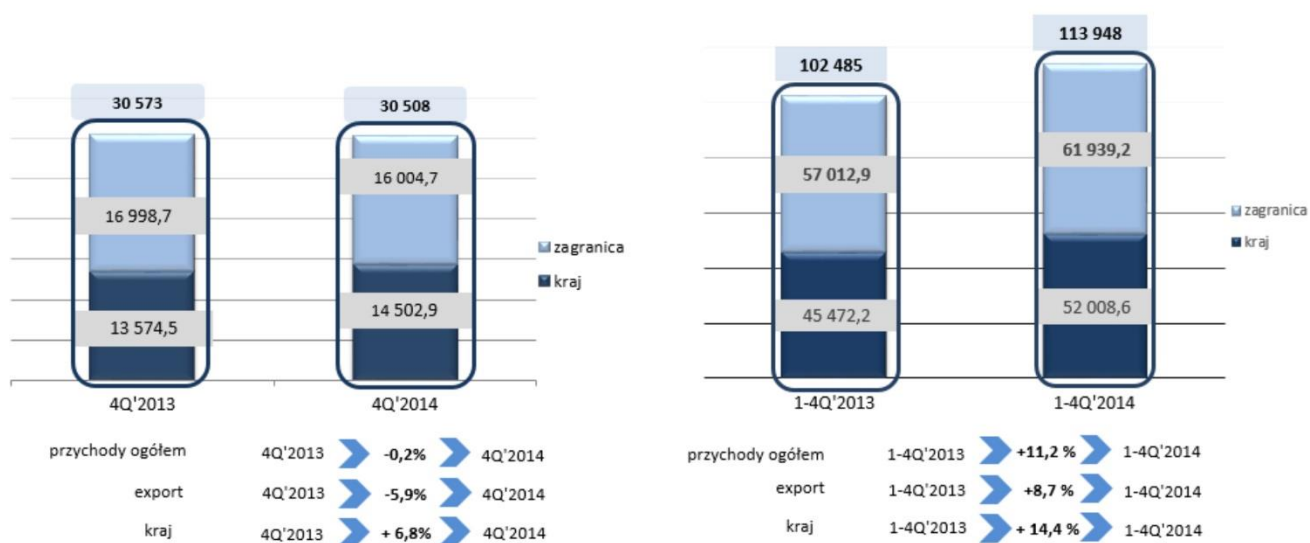 30 573
30 508
16 998,7
16 004,7
13 574,5
14 502,9
zagranica
kraj
4Q'2013
4Q'2014
przychody ogółem 4Q'2013 -0,2% 4Q'2014
export 4Q'2013 -5,9% 4Q'2014
kraj 4Q'2013 + 6,8% 4Q'2014
102 485
113 948
57 012,9
61 939,2
45 472,2
52 008,6
zagranica
kraj
1-4Q'2013
1-4Q'2014
przychody ogółem 1-4Q'2013 +11,2 % 1-4Q'2014
export 1-4Q'2013 +8,7 % 1-4Q'2014
kraj 1-4Q'2013 + 14,4 % 1-4Q'2014